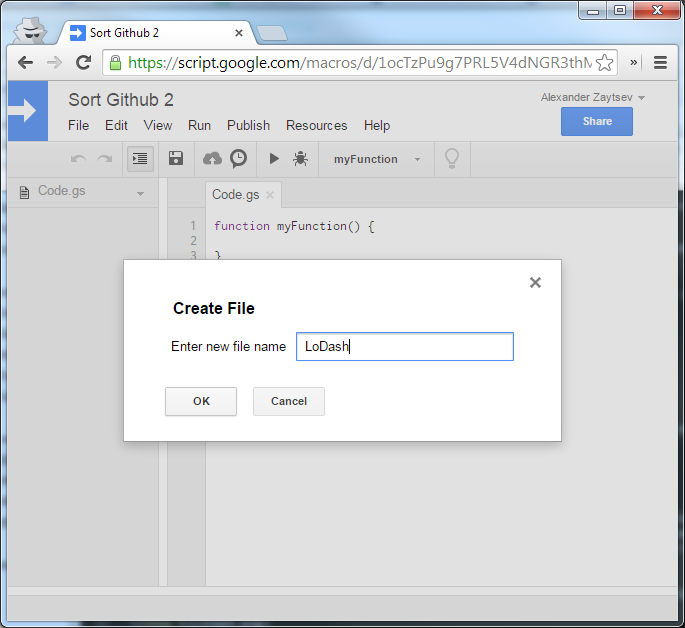 Sort Github 2
https://script.google.com/macros/d/1ocTzPu9g7PRL5V4dNGR3thM
Sort Github 2
Alexander Zaytsev
File Edit View Run Publish Resources Help
Share
myFunction
Code.gs
Code.gs
1 function myFunction() {
2
3 }
Create File
Enter new file name LoDash
OK Cancel